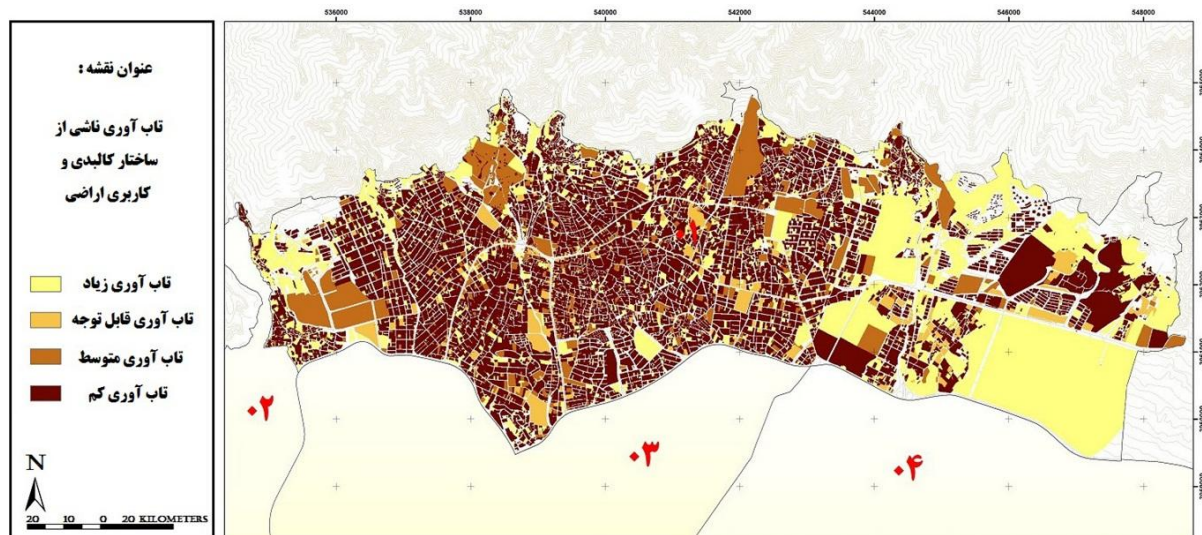 عنوان نقشه :
تاب آوری ناشی از
ساختار کالبدی و
کاربری اراضی
تاب آوری زیاد
تاب آوری قابل توجه
تاب آوری متوسط
تاب آوری کم
N
20 10 0 20 KILOMETERS
536000 538000 540000 542000 544000 546000 548000
۰۱
۰۲
۰۳
۰۴